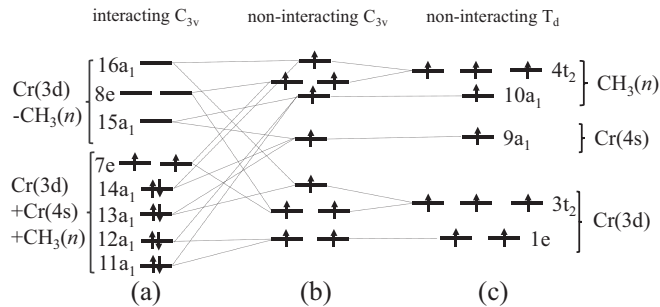 interacting C3v non-interacting C3v non-interacting Td
16a1
4t2
CH3(n)
8e
Cr(3d)
-CH3(n)
10a1
15a1
9a1
Cr(4s)
7e
14a1
Cr(3d)
+Cr(4s)
+CH3(n)
13a1
3t2
Cr(3d)
12a1
1e
11a1
(a) (b) (c)